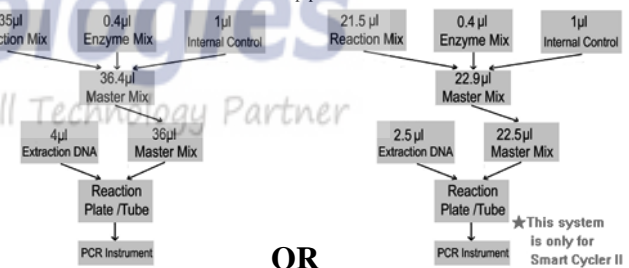 35µl 0.4µl 1µl
ction Mix Enzyme Mix Internal Control
36.4µl
Master Mix
4µl 36µl
Extraction DNA Master Mix
Reaction
Plate /Tube
PCR Instrument
OR
21.5 µl 0.4 µl 1µl
Reaction Mix Enzyme Mix Internal Control
22.9µl
Master Mix
2.5 µl 22.5µl
Extraction DNA Master Mix
Reaction
Plate /Tube
PCR Instrument
★This system
is only for
Smart Cycler II
ologies
ll Technology Partner